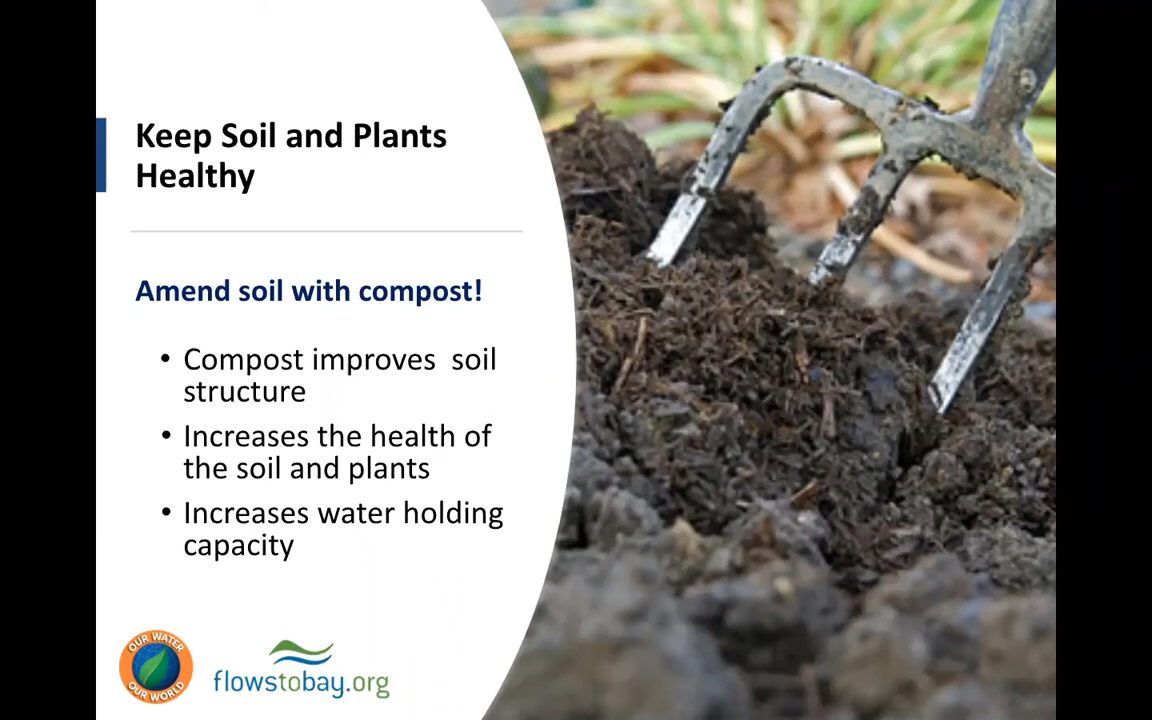 Keep Soil and Plants
Healthy
Amend soil with compost!
• Compost improves  soil
structure
• Increases the health of
the soil and plants
• Increases water holding
capacity
OUR WATER
OUR WORLD
flowstobay.org